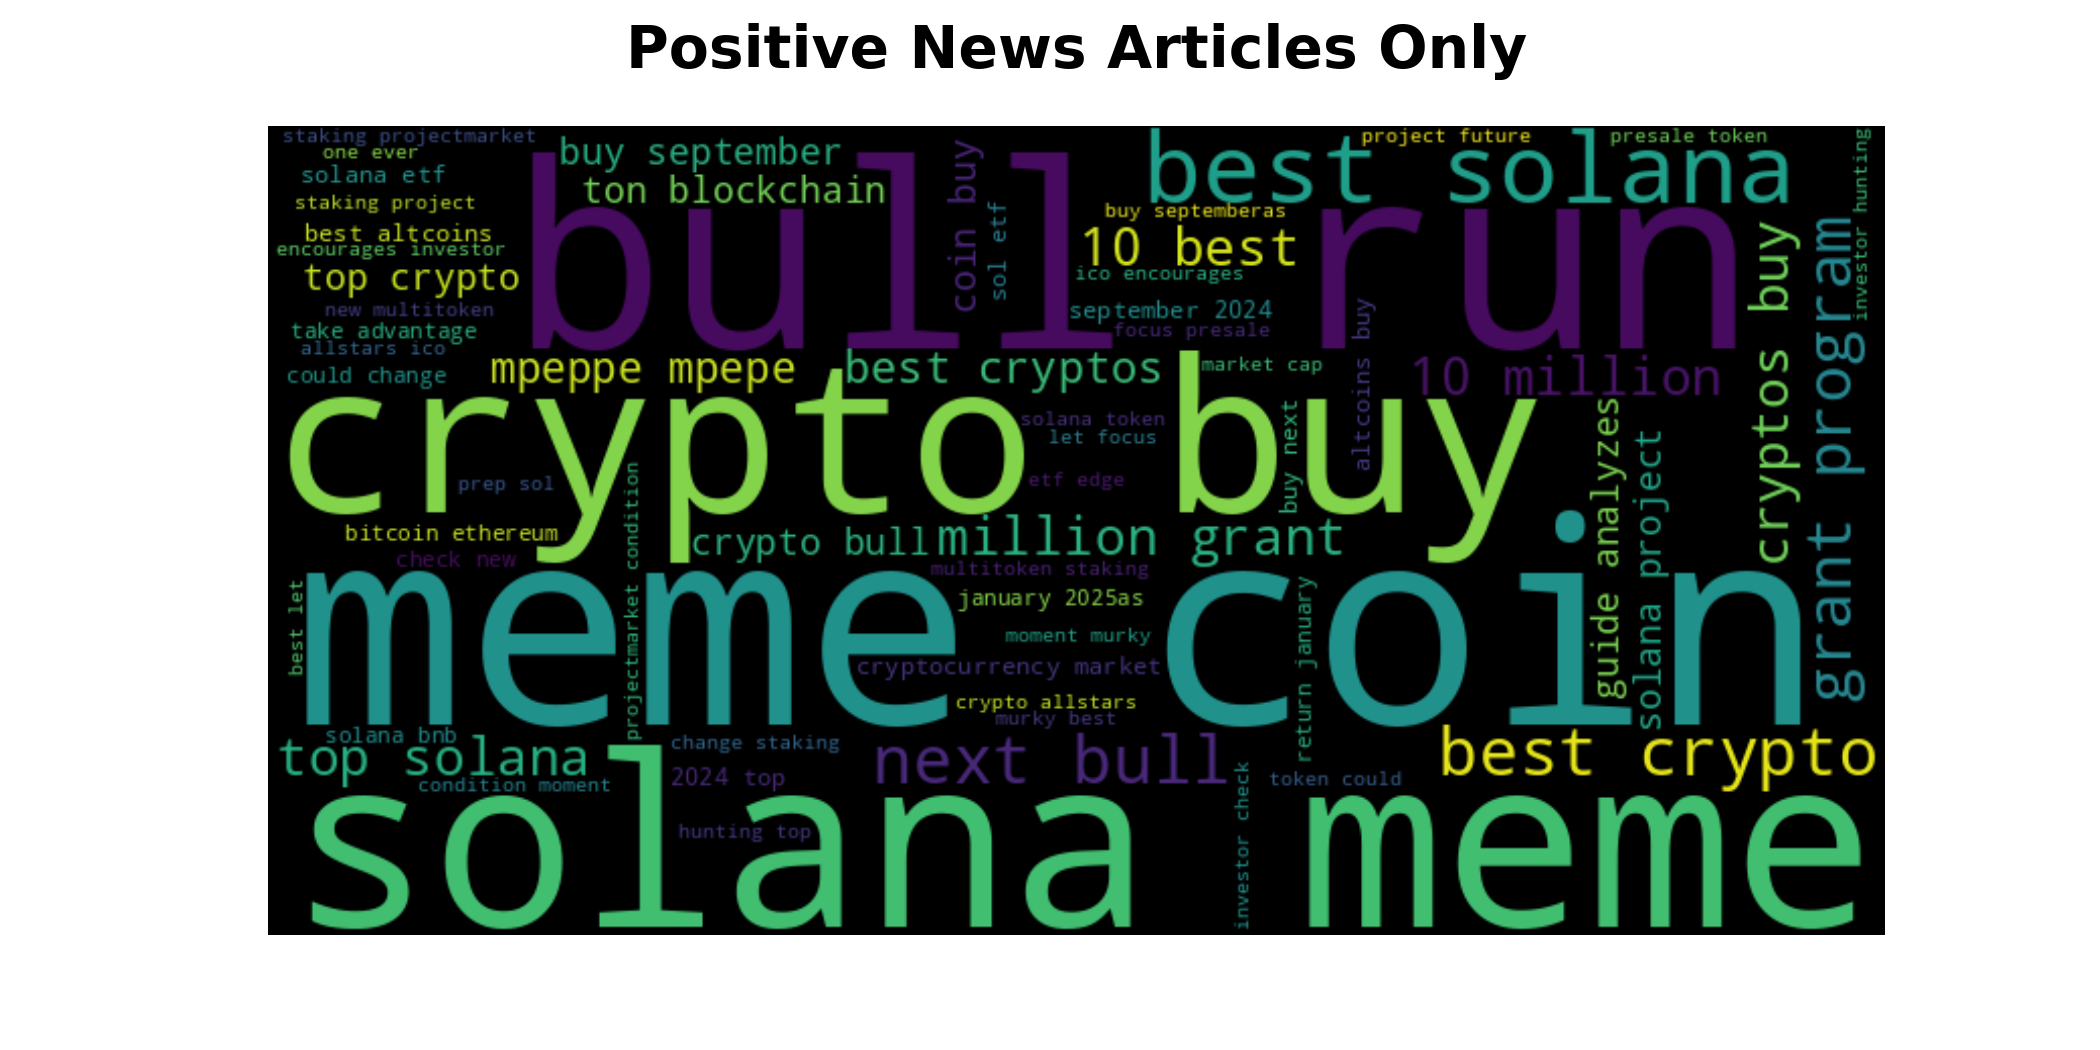 Positive News Articles Only
staking projectmarket
one ever
solana etf
staking project
best altcoins
encourages investor
top crypto
new multitoken
take advantage
allstars ico
could change
buy september
ton blockchain
bull run
coin buy
sol etf
best solana
project future
presale token
investor hunting
buy septemberas
10 best
ico encourages
september 2024
focus presale
altcoins buy
cryptos buy
grant program
mpeppe mpepe
best cryptos
market cap
10 million
crypto buy
solana token
let focus
etf edge
buy next
guide analyzes
solana project
prep sol
projectmarket condition
bitcoin ethereum
check new
crypto bull
million grant
multitoken staking
meme coin
best let
january 2025as
moment murky
cryptocurrency market
crypto allstars
murky best
return january
solana bnb
top solana
condition moment
change staking
2024 top
next bull
best crypto
token could
investor check
hunting top
solana meme